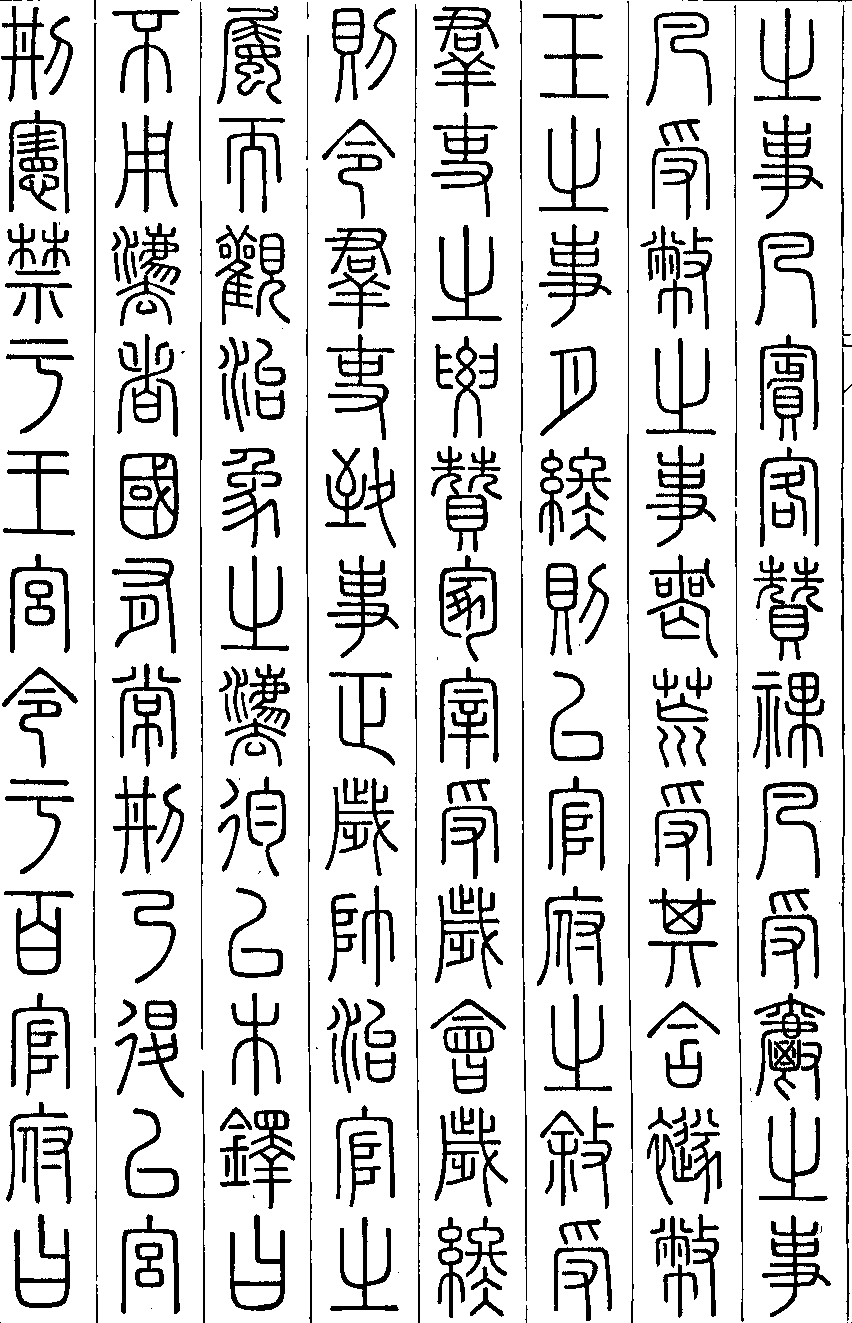 之事凡賓客贊祼凡受爵之事
凡受幣之事喪荒受其含襚幣
玉之事月終則以官府之敘受
羣吏之要贊冢宰受歲會歲終
則令羣吏致事正歲帥治官之
屬而觀治象之灋徇以木鐸曰
不用灋者國有常刑乃退以宮
刑憲禁于王宮令于百官府曰